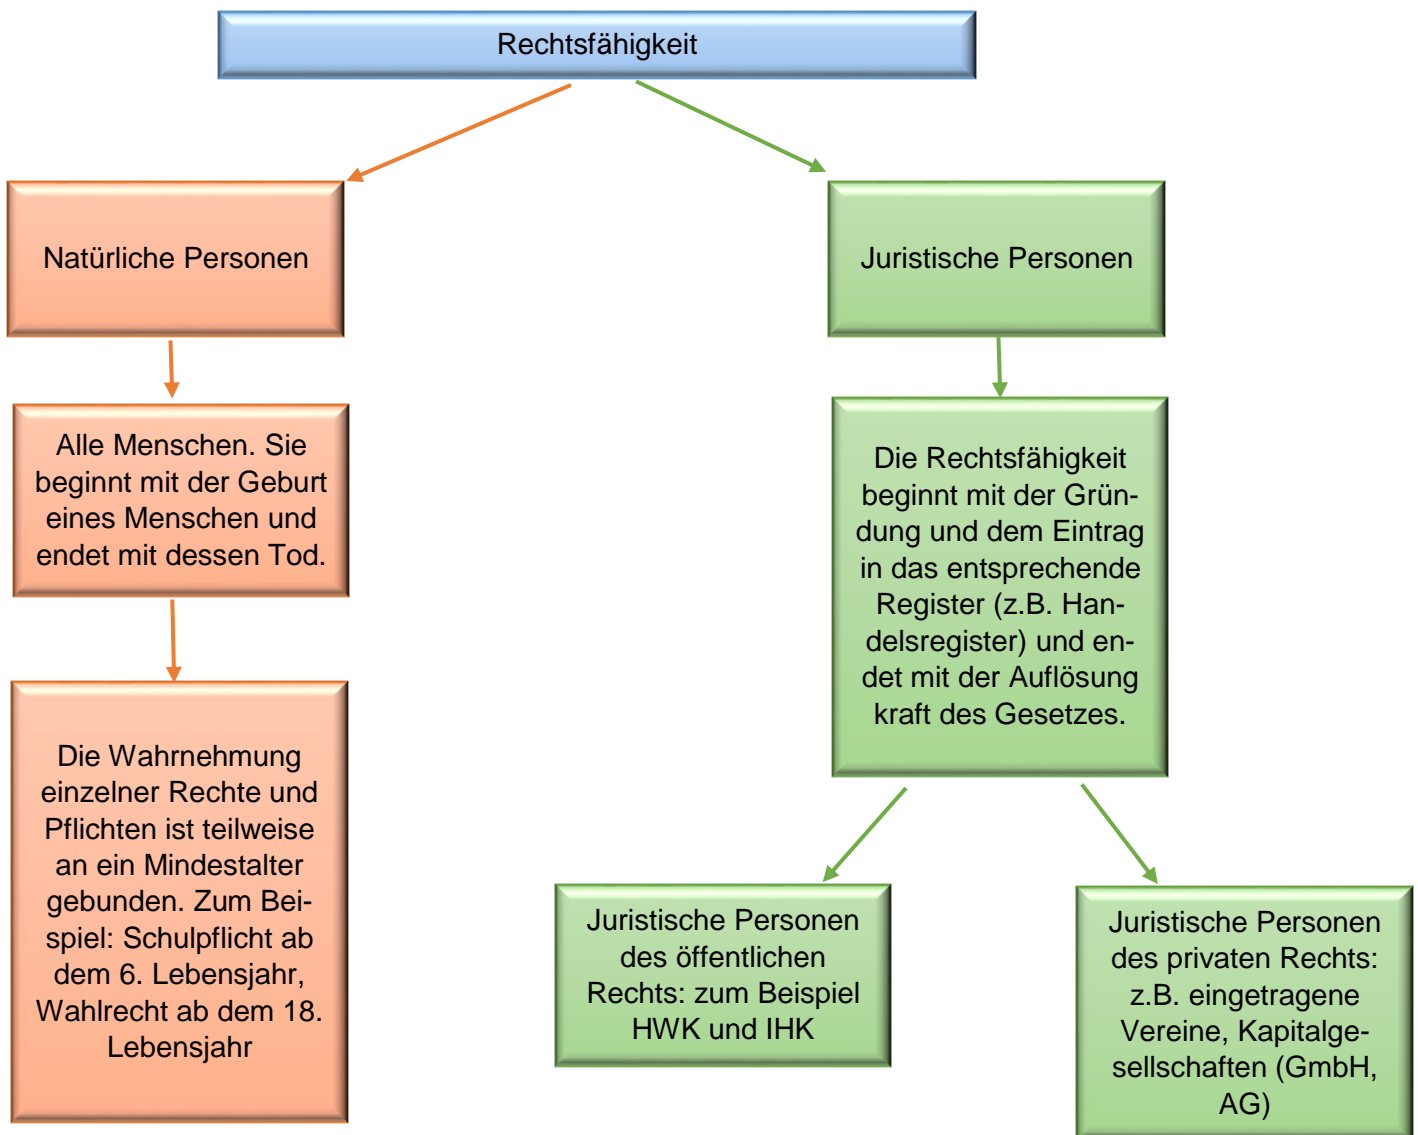 Rechtsfähigkeit
Natürliche Personen
Alle Menschen. Sie
beginnt mit der Geburt
eines Menschen und
endet mit dessen Tod.
Die Wahrnehmung
einzelner Rechte und
Pflichten ist teilweise
an ein Mindestalter
gebunden. Zum Bei-
spiel: Schulpflicht ab
dem 6. Lebensjahr,
Wahlrecht ab dem 18.
Lebensjahr
Juristische Personen
Die Rechtsfähigkeit
beginnt mit der Grün-
dung und dem Eintrag
in das entsprechende
Register (z.B. Han-
delsregister) und en-
det mit der Auflösung
kraft des Gesetzes.
Juristische Personen
des öffentlichen
Rechts: zum Beispiel
HWK und IHK
Juristische Personen
des privaten Rechts:
z.B. eingetragene
Vereine, Kapitalge-
sellschaften (GmbH,
AG)